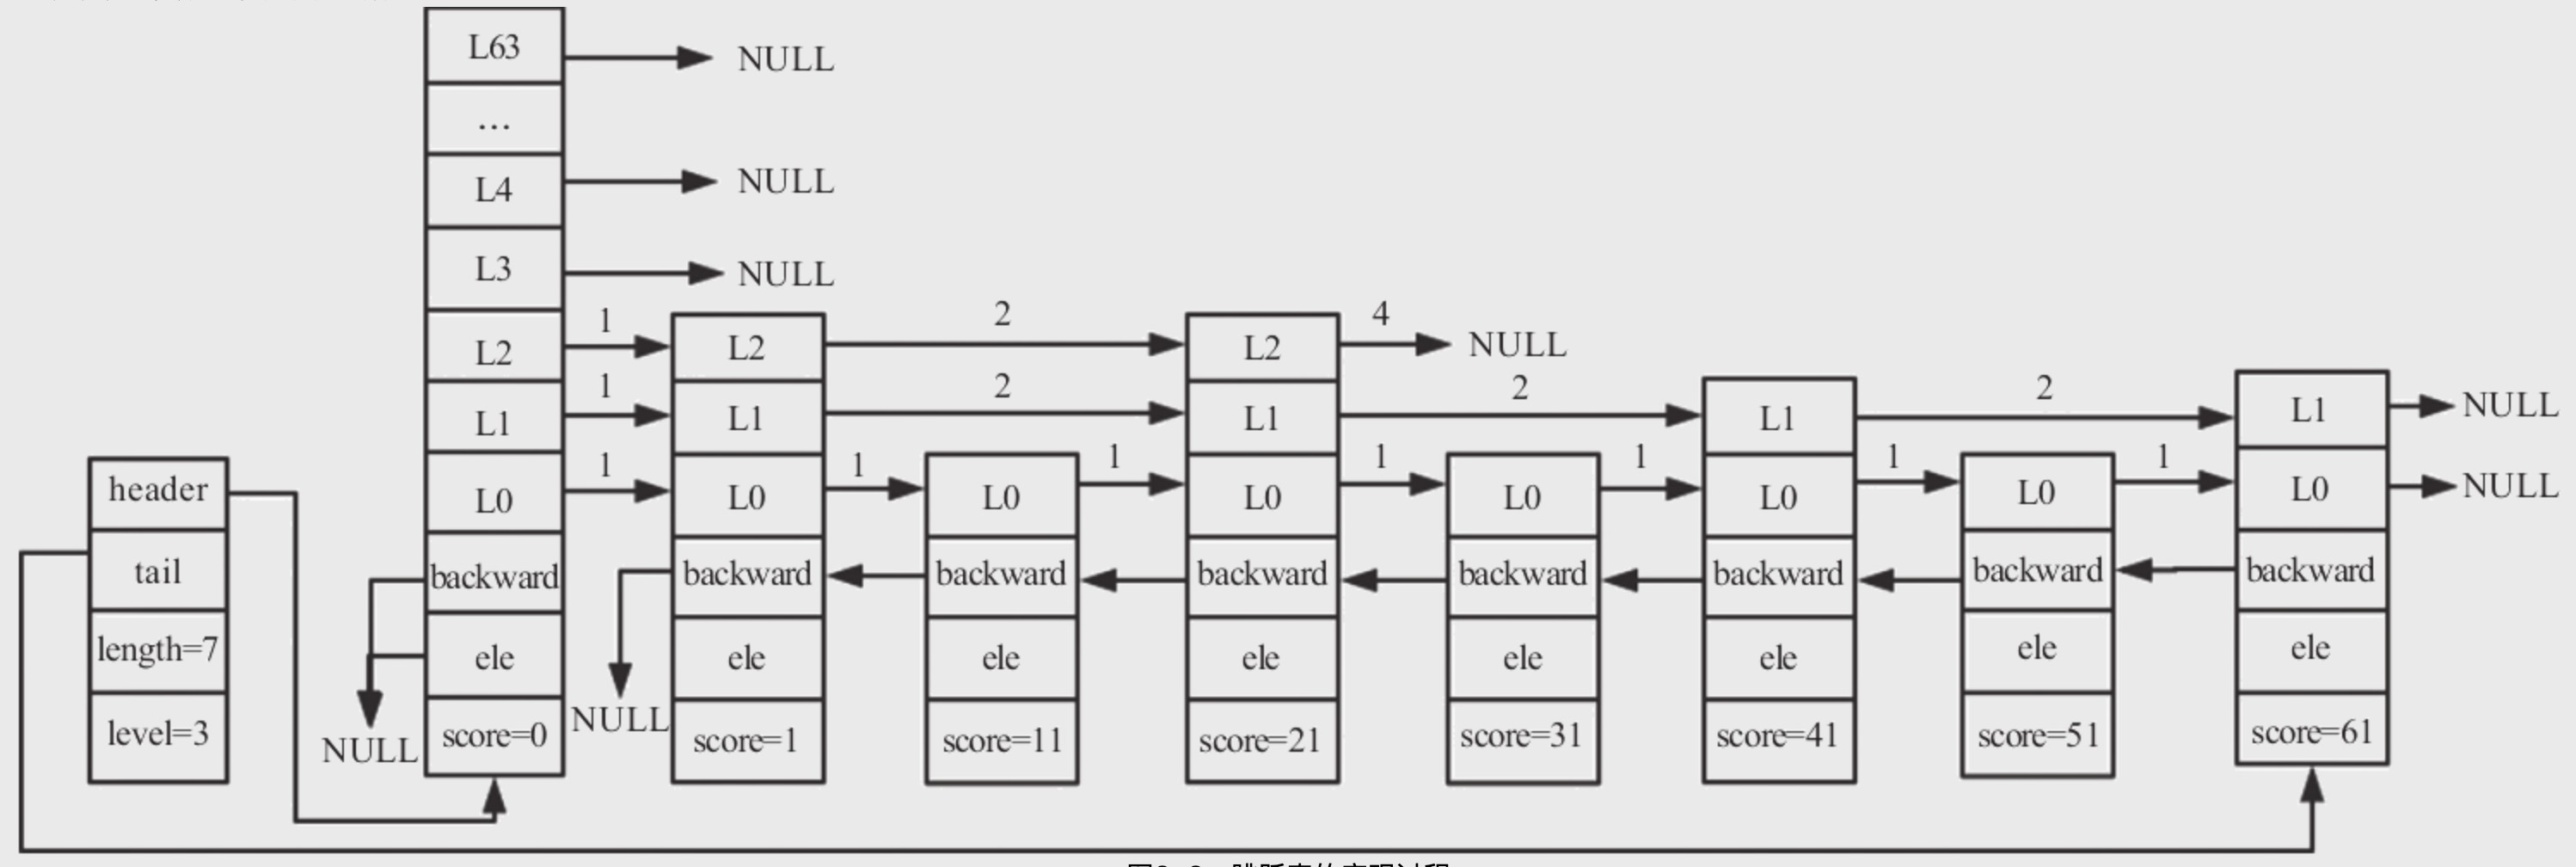 L63
NULL
...
L4
NULL
L3
NULL
1
2
4
L2
L2
L2
NULL
1
2
2
2
L1
L1
L1
L1
L1
NULL
1
1
1
1
1
1
1
header
L0
L0
L0
L0
L0
L0
L0
L0
NULL
tail
backward
backward
backward
backward
backward
backward
backward
backward
length=7
ele
ele
ele
ele
ele
ele
ele
ele
level=3
NULL
score=0
NULL
score=1
score=11
score=21
score=31
score=41
score=51
score=61